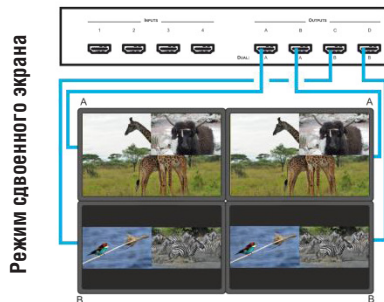 INPUTS
OUTPUTS
1 2 3 4 A B C D
DUAL: A A B B
Режим сдвоенного экрана
A A
B B